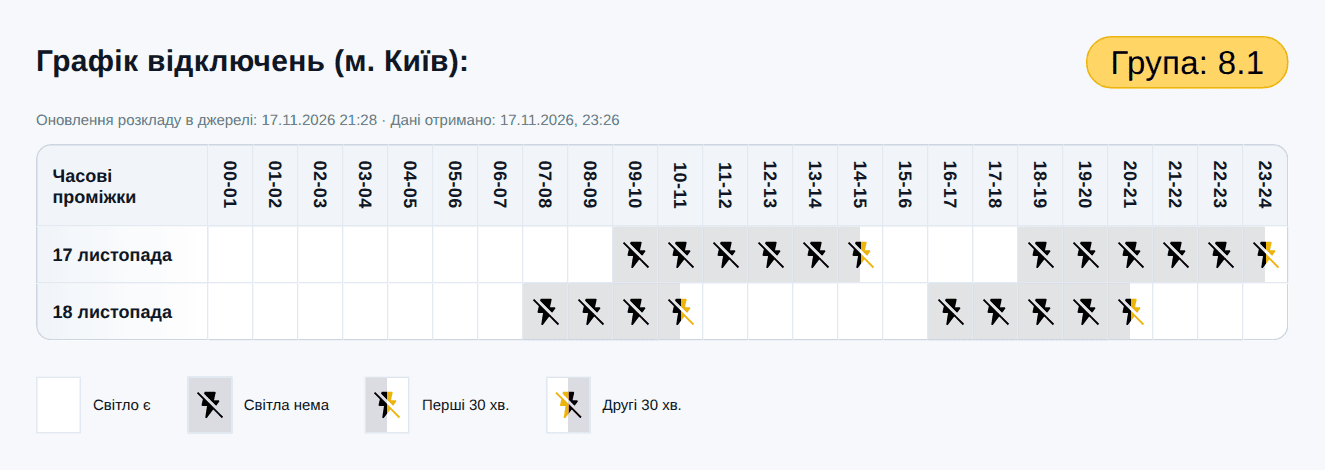 Графік відключень (м. Київ):
Група: 8.1
Оновлення розкладу в джерелі: 17.11.2026 21:28 · Дані отримано: 17.11.2026, 23:26
Часові
проміжки
00-01
01-02
02-03
03-04
04-05
05-06
06-07
07-08
08-09
09-10
10-11
11-12
12-13
13-14
14-15
15-16
16-17
17-18
18-19
19-20
20-21
21-22
22-23
23-24
17 листопада
18 листопада
Світло є
Світла нема
Перші 30 хв.
Другі 30 хв.